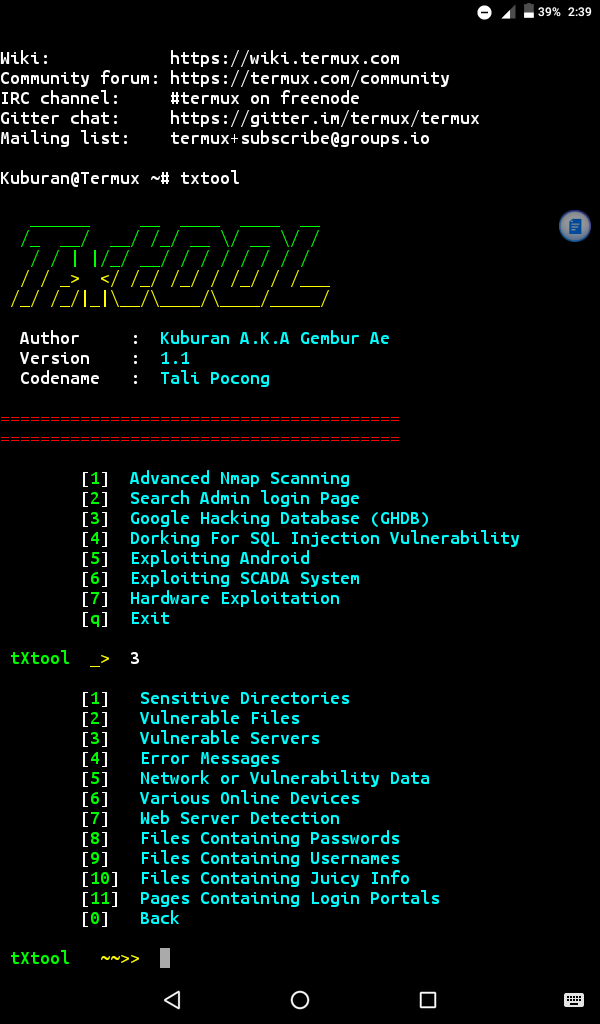 39% 2:39
Wiki: https://wiki.termux.com
Community forum: https://termux.com/community
IRC channel: #termux on freenode
Gitter chat: https://gitter.im/termux/termux
Mailing list: termux+subscribe@groups.io
Kuburan@Termux ~# txtool
Author : Kuburan A.K.A Gembur Ae
Version : 1.1
Codename : Tali Pocong
========================================
========================================
[1] Advanced Nmap Scanning
[2] Search Admin login Page
[3] Google Hacking Database (GHDB)
[4] Dorking For SQL Injection Vulnerability
[5] Exploiting Android
[6] Exploiting SCADA System
[7] Hardware Exploitation
[q] Exit
tXtool _> 3
[1] Sensitive Directories
[2] Vulnerable Files
[3] Vulnerable Servers
[4] Error Messages
[5] Network or Vulnerability Data
[6] Various Online Devices
[7] Web Server Detection
[8] Files Containing Passwords
[9] Files Containing Usernames
[10] Files Containing Juicy Info
[11] Pages Containing Login Portals
[0] Back
tXtool ~~>>